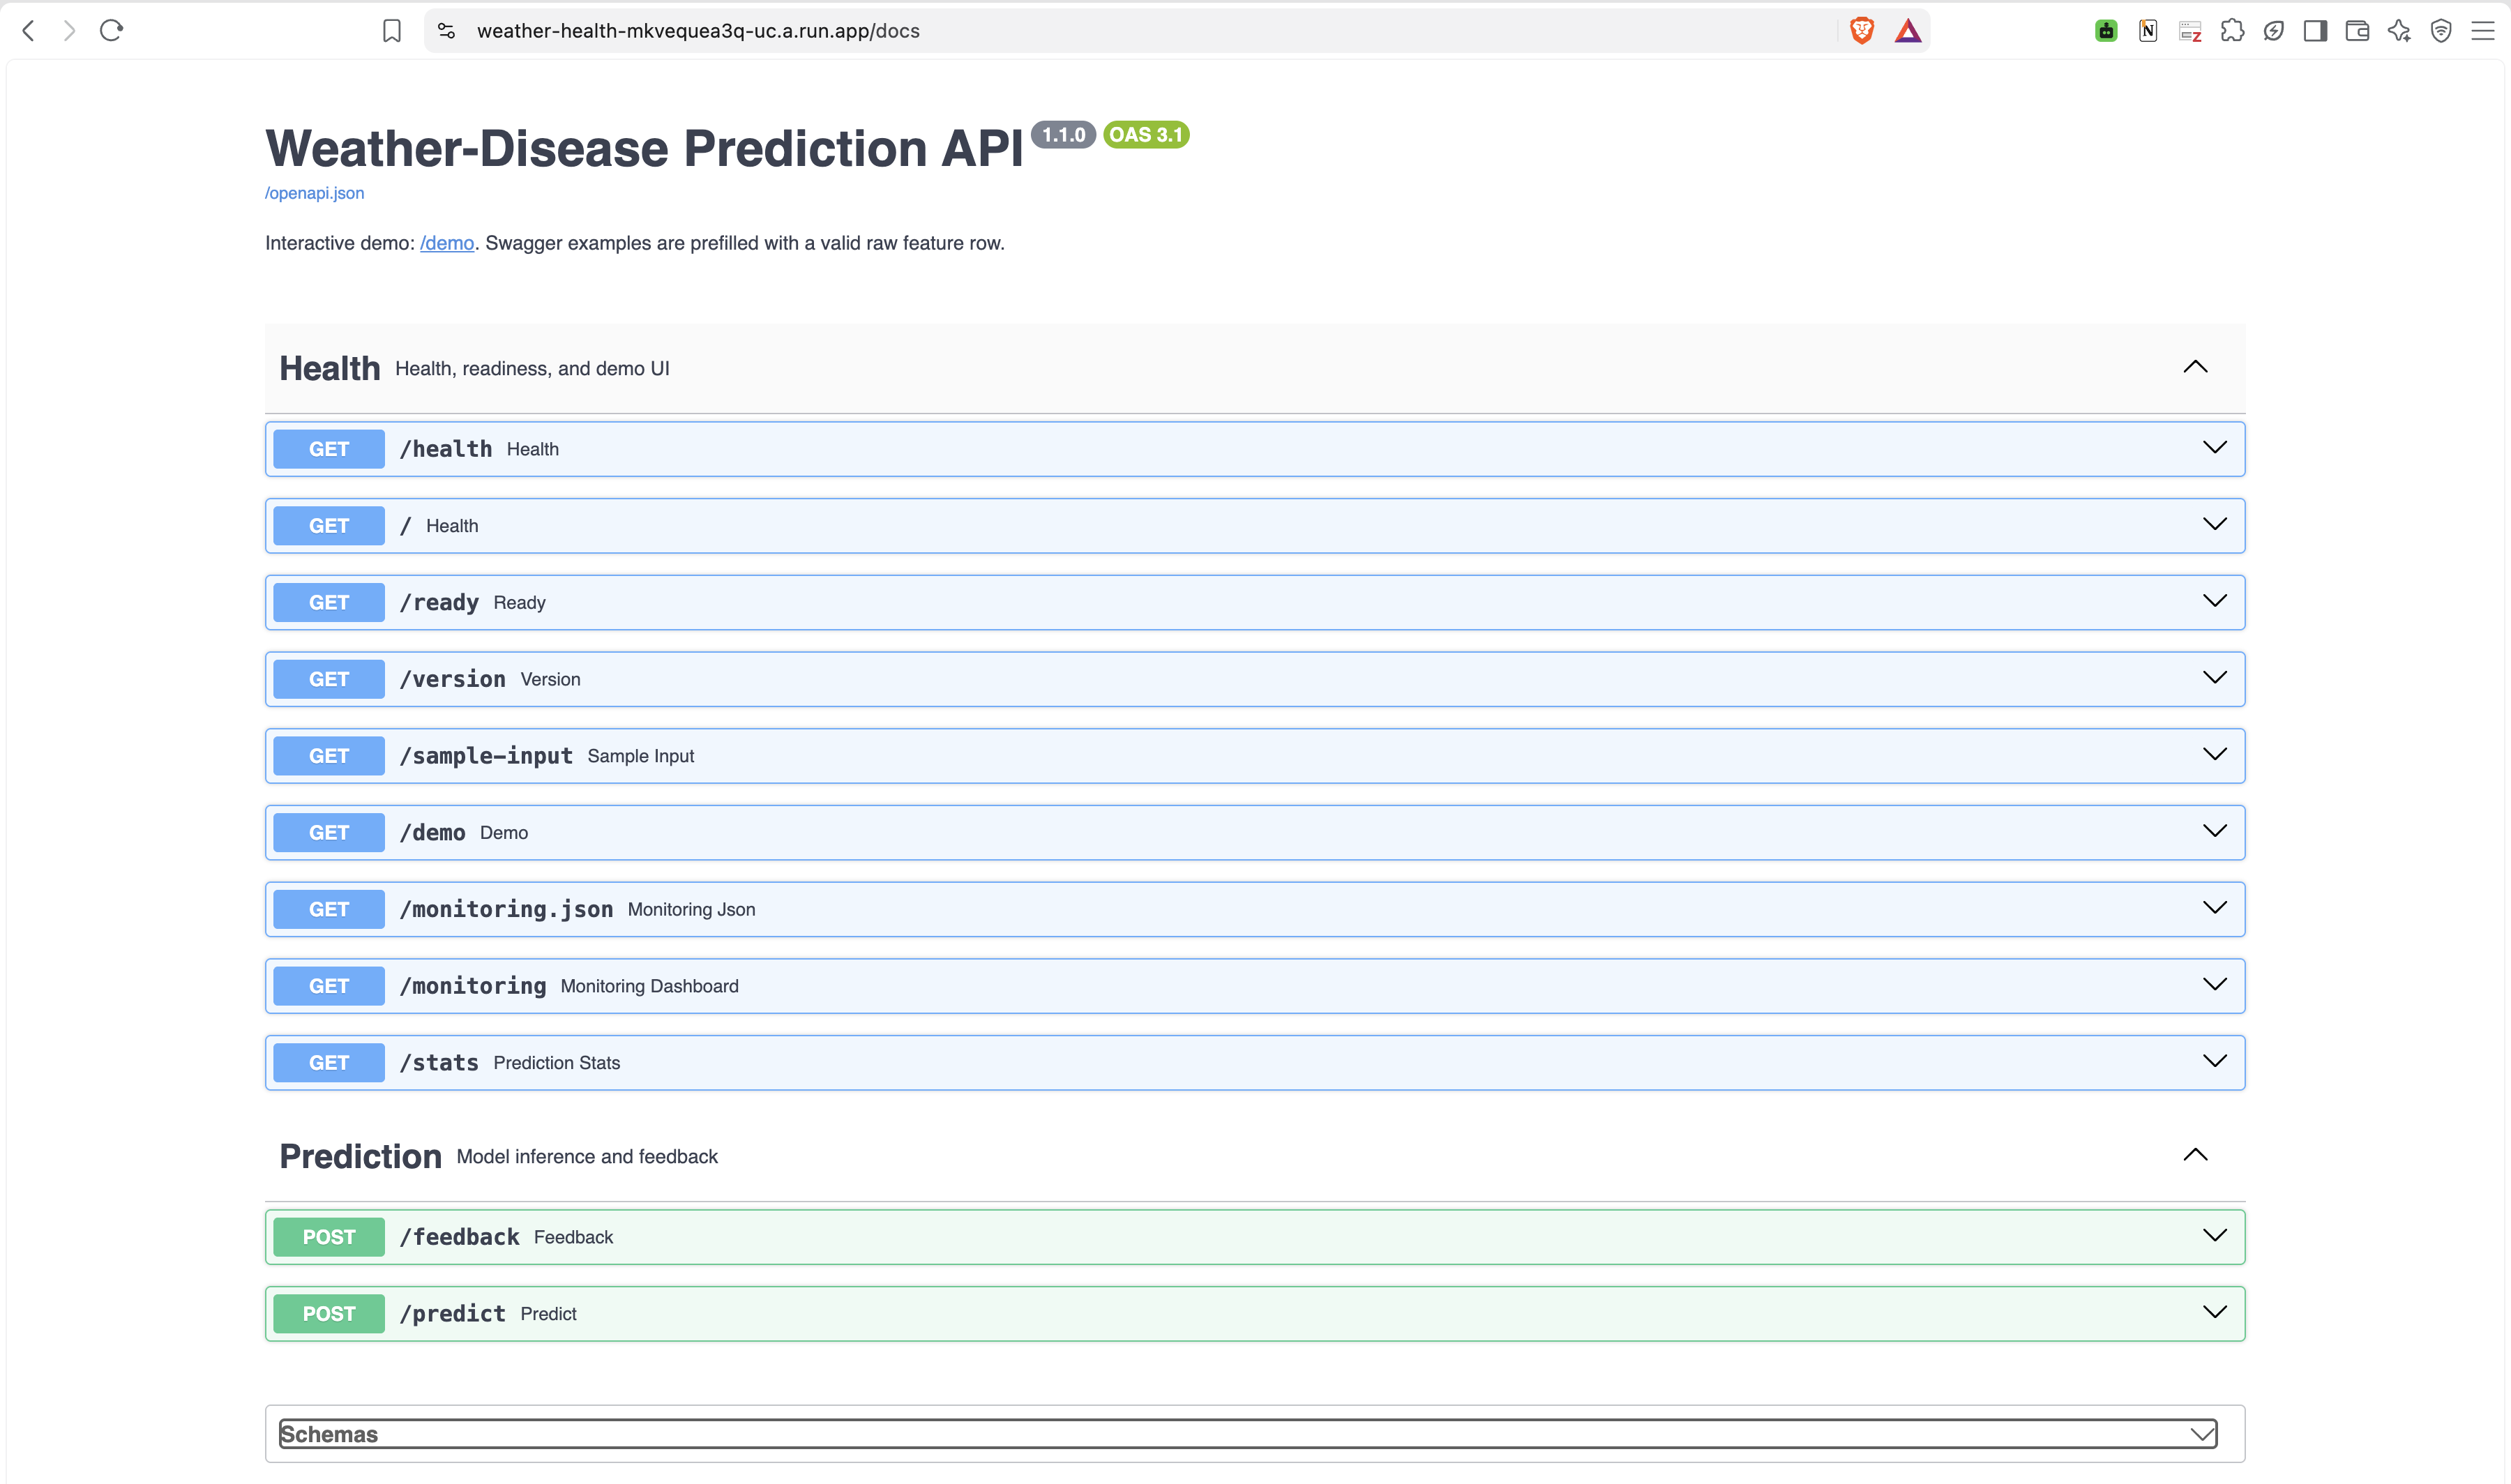 weather-health-mkvequea3q-uc.a.run.app/docs
N
Z
Weather-Disease Prediction API 1.1.0 OAS 3.1
/openapi.json
Interactive demo: /demo. Swagger examples are prefilled with a valid raw feature row.
Health Health, readiness, and demo UI
GET /health Health
GET / Health
GET /ready Ready
GET /version Version
GET /sample-input Sample Input
GET /demo Demo
GET /monitoring.json Monitoring Json
GET /monitoring Monitoring Dashboard
GET /stats Prediction Stats
Prediction Model inference and feedback
POST /feedback Feedback
POST /predict Predict
Schemas